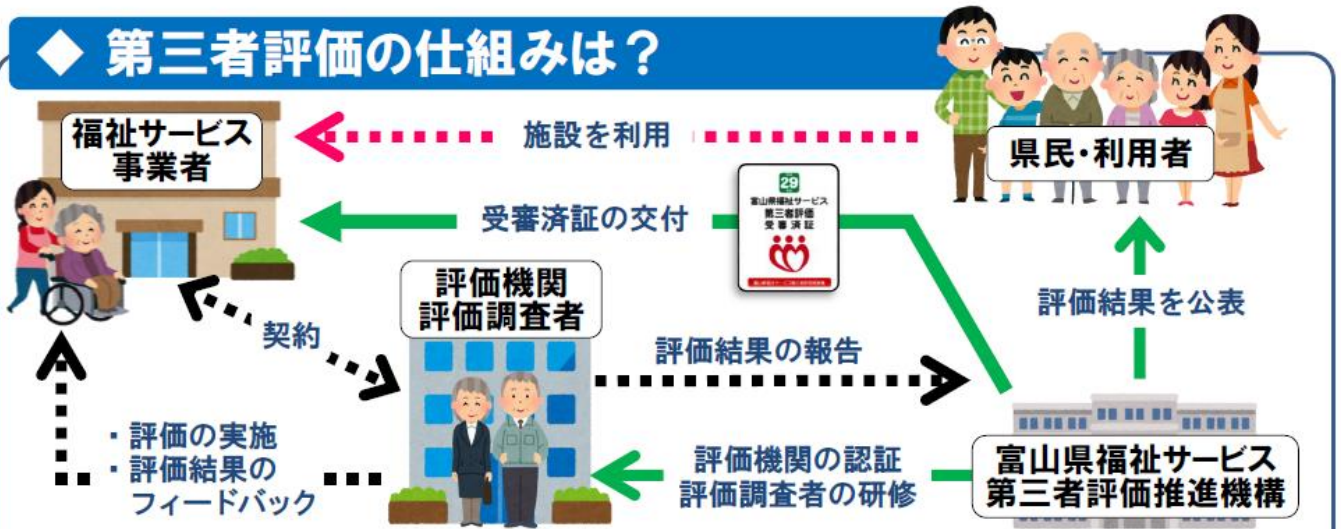 ◆ 第三者評価の仕組みは？
福祉サービス
事業者
施設を利用
県民・利用者
受審済証の交付
29
富山県福祉サービス
第三者評価
受審済証
評価機関
評価調査者
評価結果を公表
契約
評価結果の報告
・評価の実施
・評価結果の
フィードバック
評価機関の認証
評価調査者の研修
富山県福祉サービス
第三者評価推進機構